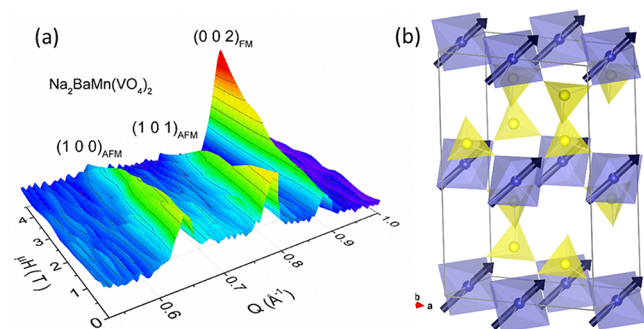 (a)
(b)
(0 0 2)FM
Na₂BaMn(VO₄)₂
(1 0 1)AFM
(1 0 0)AFM
4
3
2
1
0
μH(T)
0.6
0.7
0.8
0.9
1.0
Q(Å⁻¹)
b
a